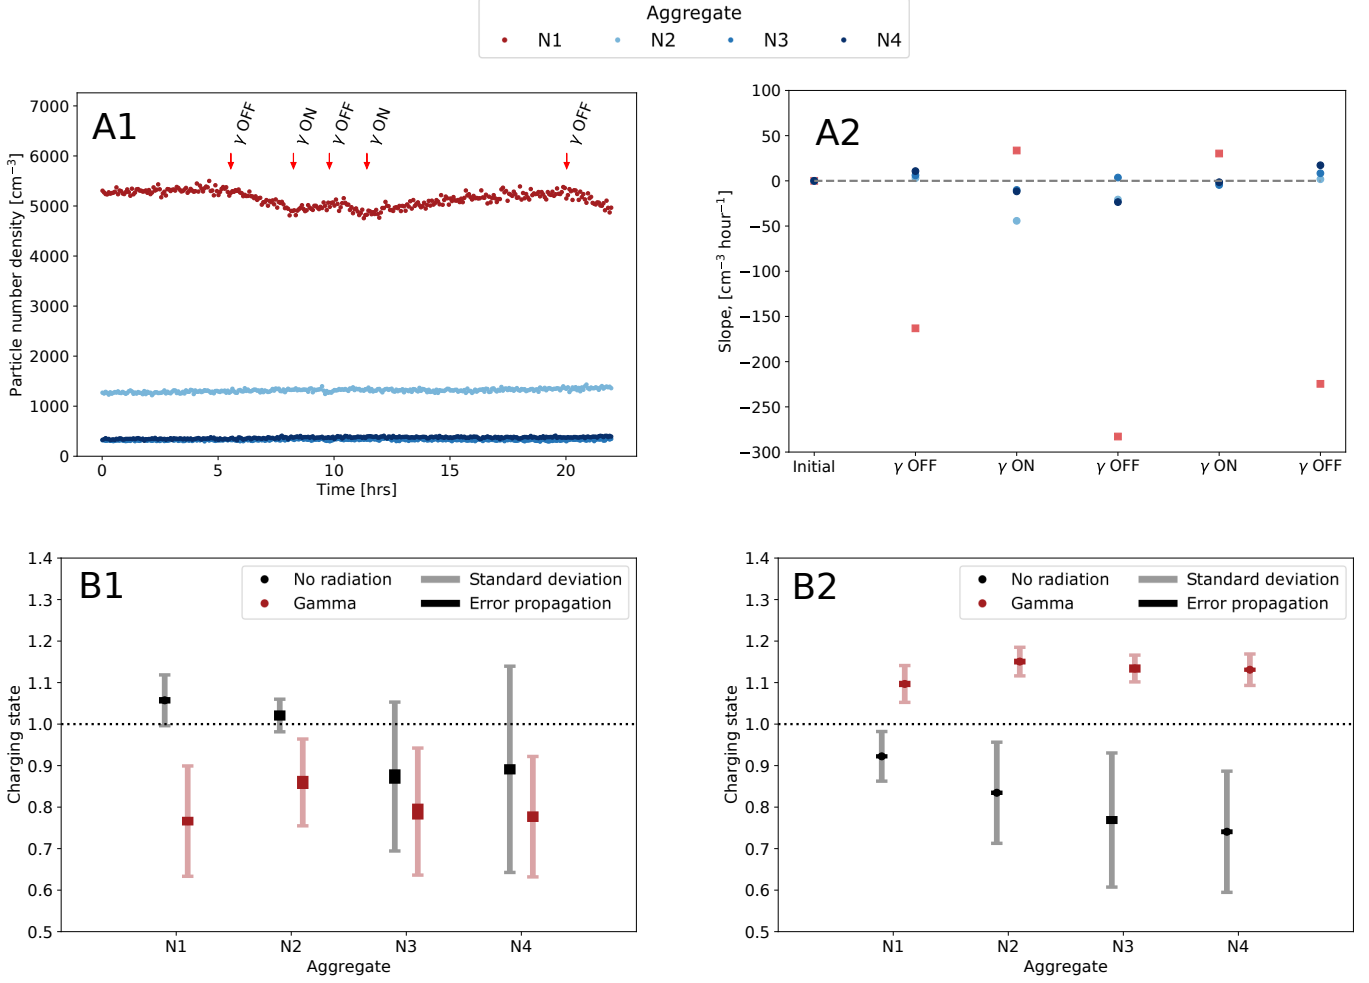 Aggregate
N1 N2 N3 N4
A1
γ OFF γ ON γ OFF γ ON γ OFF
Particle number density [cm⁻³]
7000
6000
5000
4000
3000
2000
1000
0
0 5 10 15 20
Time [hrs]
A2
Slope, [cm⁻³ hour⁻¹]
100
50
0
−50
−100
−150
−200
−250
−300
Initial γ OFF γ ON γ OFF γ ON γ OFF
B1
No radiation Standard deviation
Gamma Error propagation
Charging state
1.4
1.3
1.2
1.1
1.0
0.9
0.8
0.7
0.6
0.5
N1 N2 N3 N4
Aggregate
B2
No radiation Standard deviation
Gamma Error propagation
Charging state
1.4
1.3
1.2
1.1
1.0
0.9
0.8
0.7
0.6
0.5
N1 N2 N3 N4
Aggregate